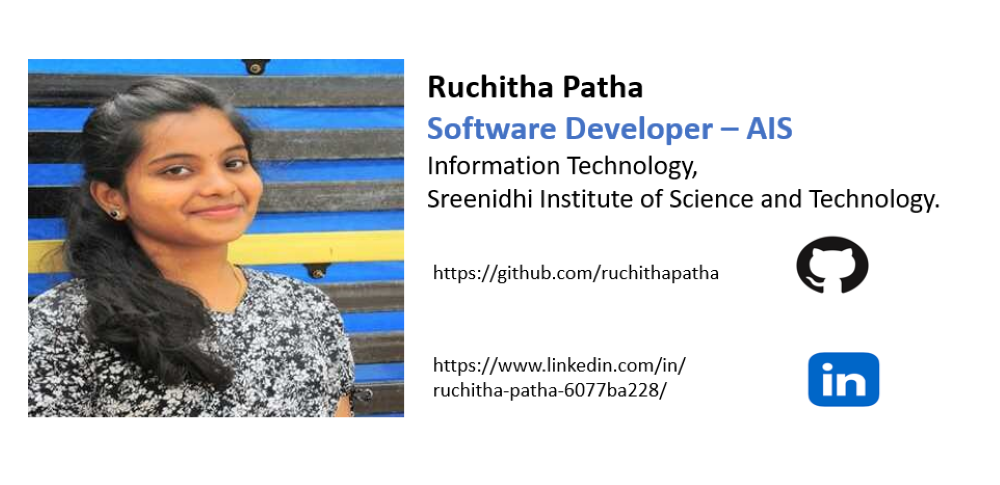 Ruchitha Patha
Software Developer – AIS
Information Technology,
Sreenidhi Institute of Science and Technology.
https://github.com/ruchithapatha
https://www.linkedin.com/in/
ruchitha-patha-6077ba228/
in